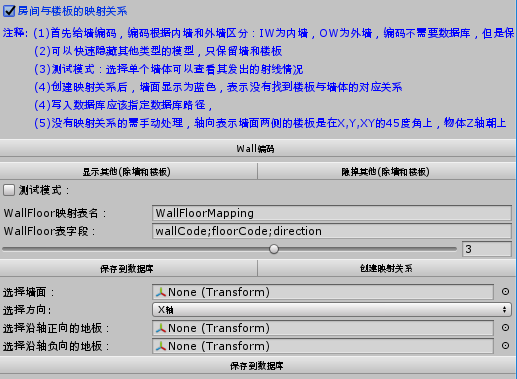 房间与楼板的映射关系
注释: (1)首先给墙编码, 编码根据内墙和外墙区分: IW为内墙, OW为外墙, 编码不需要数据库, 但是保
(2)可以快速隐藏其他类型的模型, 只保留墙和楼板
(3)测试模式: 选择单个墙体可以查看其发出的射线情况
(4)创建映射关系后, 墙面显示为蓝色, 表示没有找到楼板与墙体的对应关系
(4)写入数据库应该指定数据库路径,
(5)没有映射关系的需手动处理, 轴向表示墙面两侧的楼板是在X,Y,XY的45度角上, 物体Z轴朝上
Wall编码
显示其他(除墙和楼板) 隐掉其他(除墙和楼板)
测试模式:
WallFloor映射表名: WallFloorMapping
WallFloor表字段: wallCode;floorCode;direction
3
保存到数据库 创建映射关系
选择墙面: None (Transform)
选择方向: X轴
选择沿轴正向的地板: None (Transform)
选择沿轴负向的地板: None (Transform)
保存到数据库